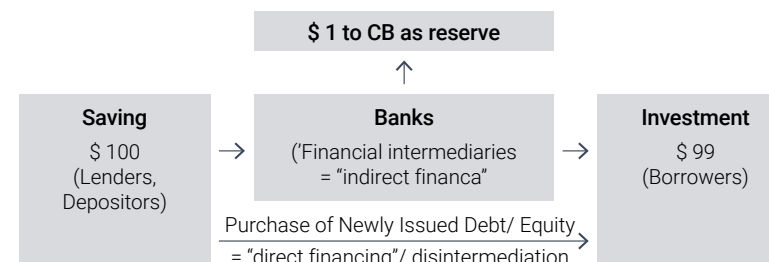 $ 1 to CB as reserve
Saving
$ 100
(Lenders,
Depositors)
Banks
('Financial intermediaries
= "indirect financa"
Investment
$ 99
(Borrowers)
Purchase of Newly Issued Debt/ Equity
= "direct financing"/ disintermediation